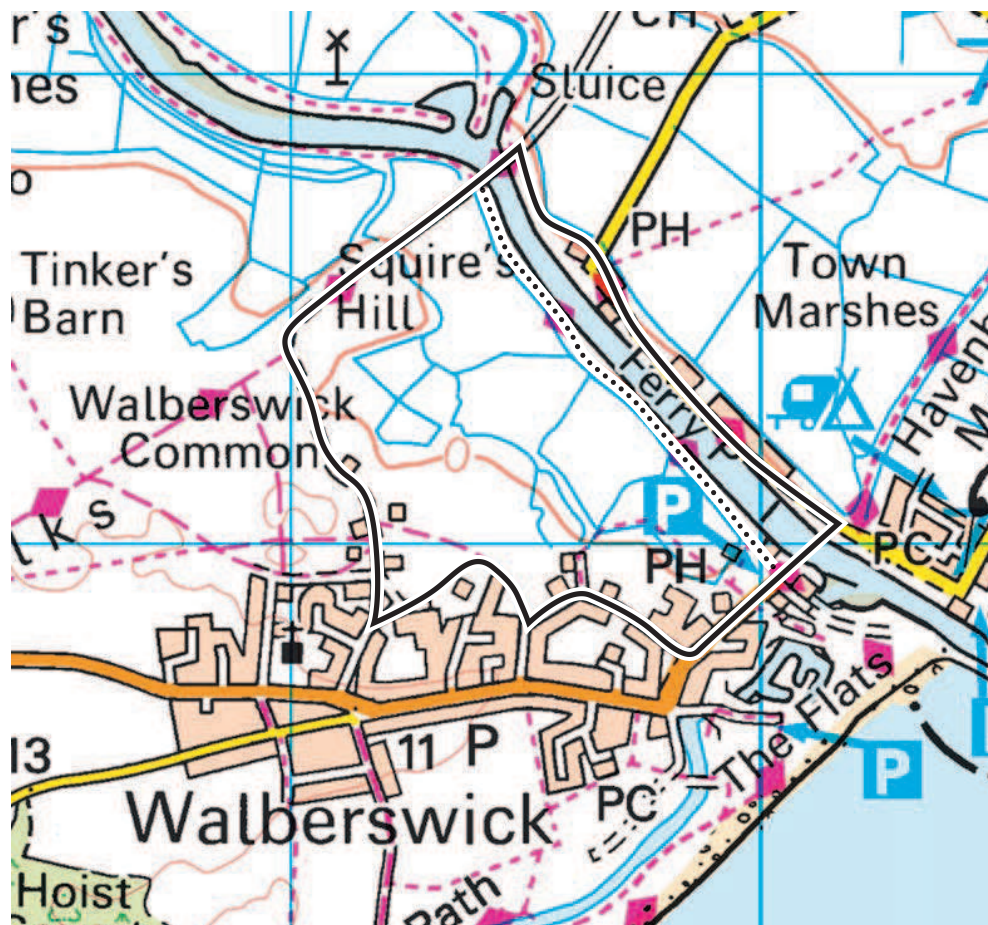 r's
CH
Sluice
nes
o
PH
Squire's
Hill
Tinker's
Barn
Town
Marshes
Ferry P
Walberswick
Common
ks
P
PH
PC
The Flats
13
11 P
P
PC
Walberswick
Hoist
Path